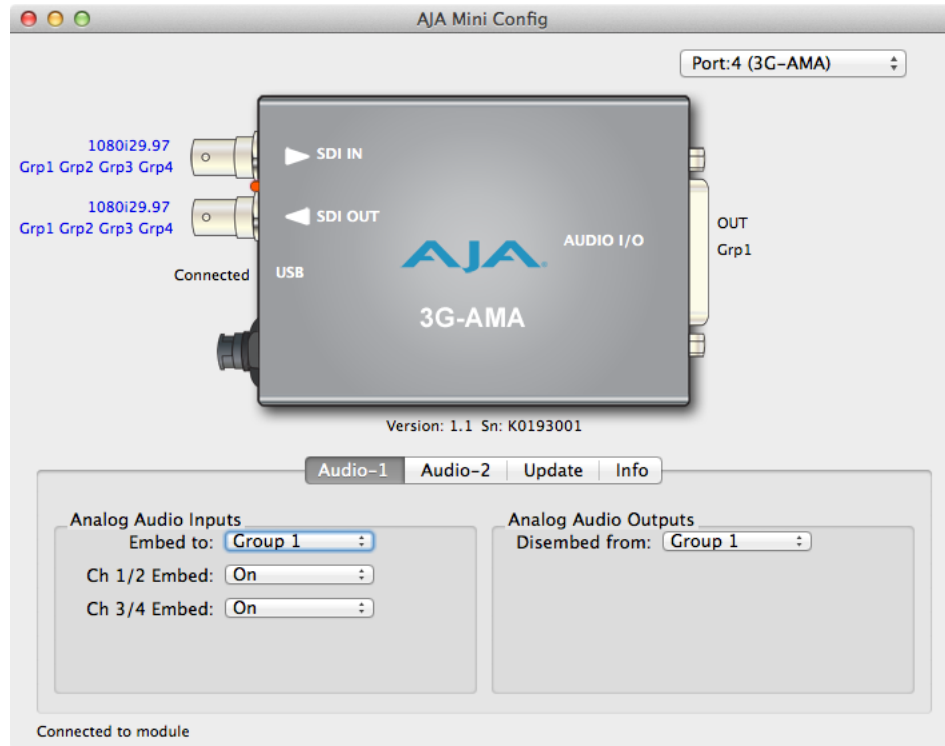 AJA Mini Config
Port:4 (3G-AMA)
1080i29.97
Grp1 Grp2 Grp3 Grp4
SDI IN
1080i29.97
Grp1 Grp2 Grp3 Grp4
SDI OUT
AUDIO I/O
OUT
Grp1
Connected
USB
AJA
3G-AMA
Version: 1.1 Sn: K0193001
Audio-1 Audio-2 Update Info
Analog Audio Inputs
Embed to: Group 1
Ch 1/2 Embed: On
Ch 3/4 Embed: On
Analog Audio Outputs
Disembed from: Group 1
Connected to module